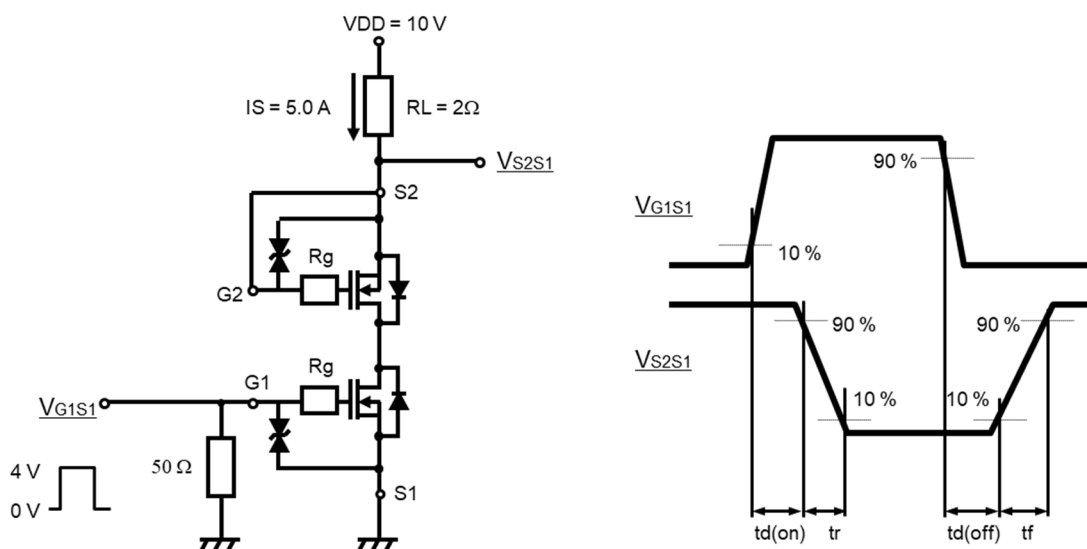 VDD = 10 V
IS = 5.0 A
RL = 2Ω
VS2S1
S2
Rg
G2
Rg
G1
VG1S1
50 Ω
4 V
0 V
S1
90 %
VG1S1
10 %
90 %
90 %
VS2S1
10 %
10 %
td(on)
tr
td(off)
tf